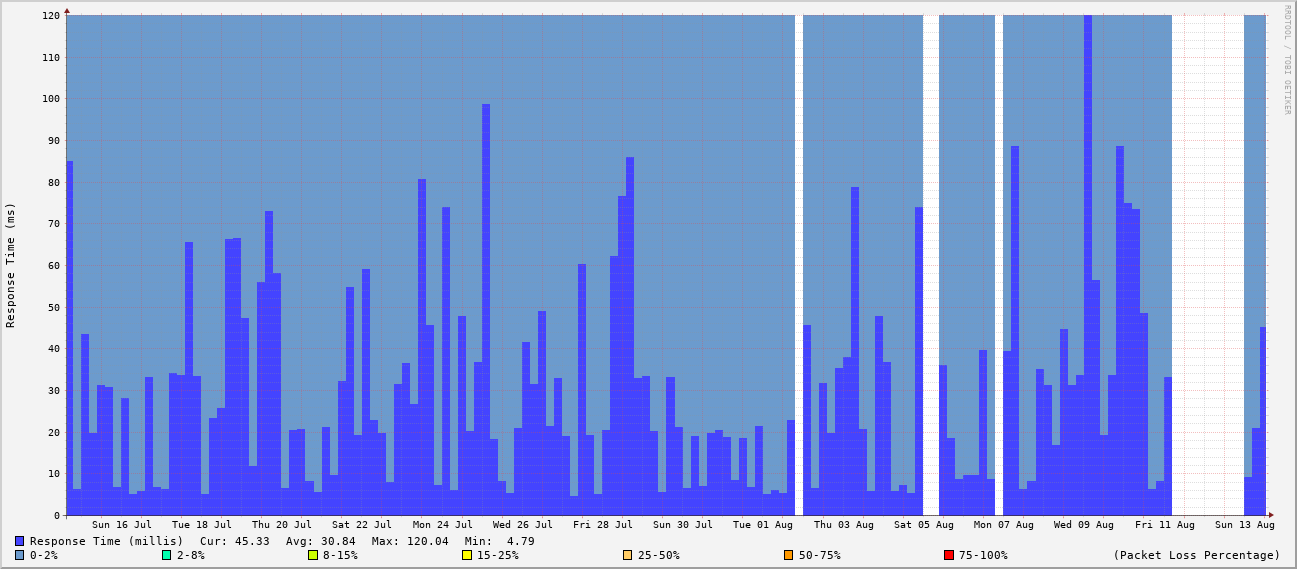 120
110
100
90
80
70
60
50
40
30
20
10
0
Response Time (ms)
RRDTOOL / TOBI OETIKER
Sun 16 Jul Tue 18 Jul Thu 20 Jul Sat 22 Jul Mon 24 Jul Wed 26 Jul Fri 28 Jul Sun 30 Jul Tue 01 Aug Thu 03 Aug Sat 05 Aug Mon 07 Aug Wed 09 Aug Fri 11 Aug Sun 13 Aug
Response Time (millis) Cur: 45.33 Avg: 30.84 Max: 120.04 Min: 4.79
0-2% 2-8% 8-15% 15-25% 25-50% 50-75% 75-100% (Packet Loss Percentage)